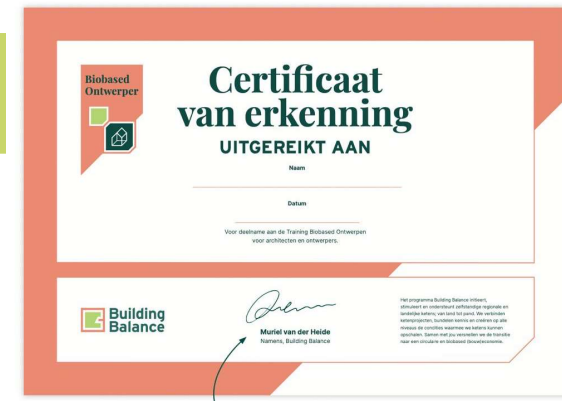 Biobased
Ontwerper
Certificaat
van erkenning
UITGEREIKT AAN
Naam
Datum
Voor deelname aan de Training Biobased Ontwerpen
voor architecten en ontwerpers.
Building
Balance
Muriel van der Heide
Namens, Building Balance
Het programma Building Balance initieert,
stimuleert en ondersteunt zelfstandige regionale en
landelijke ketens; van land tot pand. We verbinden
ketenprojecten, bundelen kennis en creëren op alle
niveaus de condities waarmee we ketens kunnen
opschalen. Samen met jou versnellen we de transitie
naar een circulaire en biobased (bouw)economie.